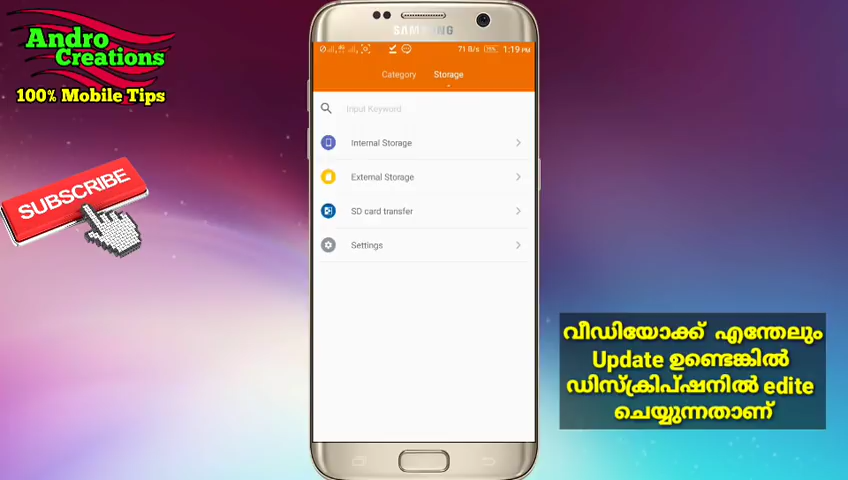 Andro
Creations
100% Mobile Tips
SUBSCRIBE
SAMSUNG
71 B/s
1:19 PM
Category Storage
Input Keyword
Internal Storage
External Storage
SD card transfer
Settings
വീഡിയോക്ക് എന്തേലും
Update ഉണ്ടെങ്കിൽ
ഡിസ്ക്രിപ്ഷനിൽ edite
ചെയ്യുന്നതാണ്